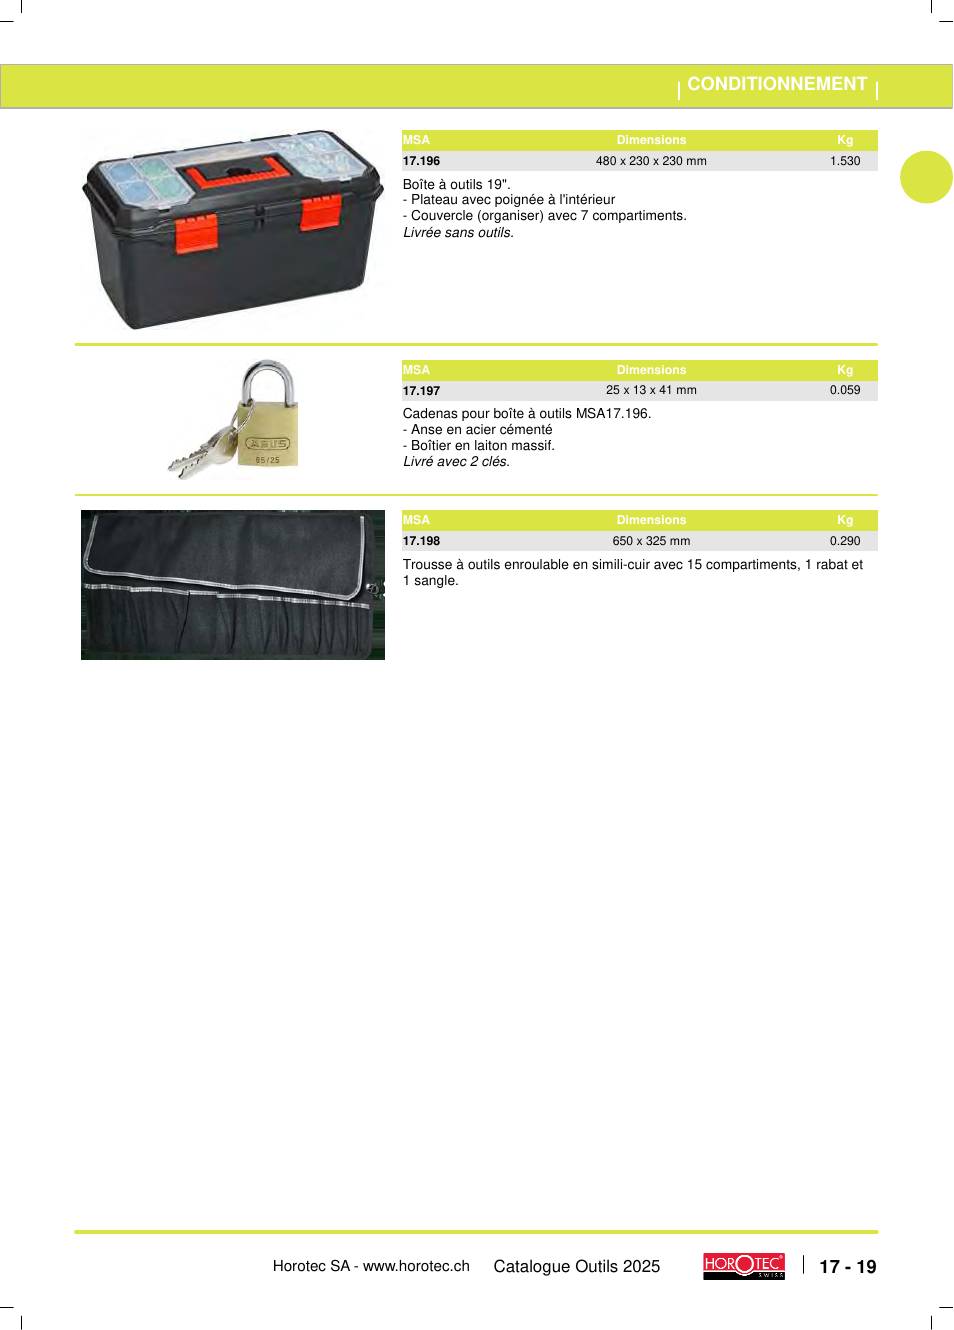 CONDITIONNEMENT
MSA Dimensions Kg
17.196 480 x 230 x 230 mm 1.530
Boîte à outils 19".
- Plateau avec poignée à l'intérieur
- Couvercle (organiser) avec 7 compartiments.
Livrée sans outils.
MSA Dimensions Kg
17.197 25 x 13 x 41 mm 0.059
Cadenas pour boîte à outils MSA17.196.
- Anse en acier cémenté
- Boîtier en laiton massif.
Livré avec 2 clés.
ABUS
65/25
MSA Dimensions Kg
17.198 650 x 325 mm 0.290
Trousse à outils enroulable en simili-cuir avec 15 compartiments, 1 rabat et
1 sangle.
Horotec SA - www.horotec.ch Catalogue Outils 2025 HOROTEC SWISS 17 - 19